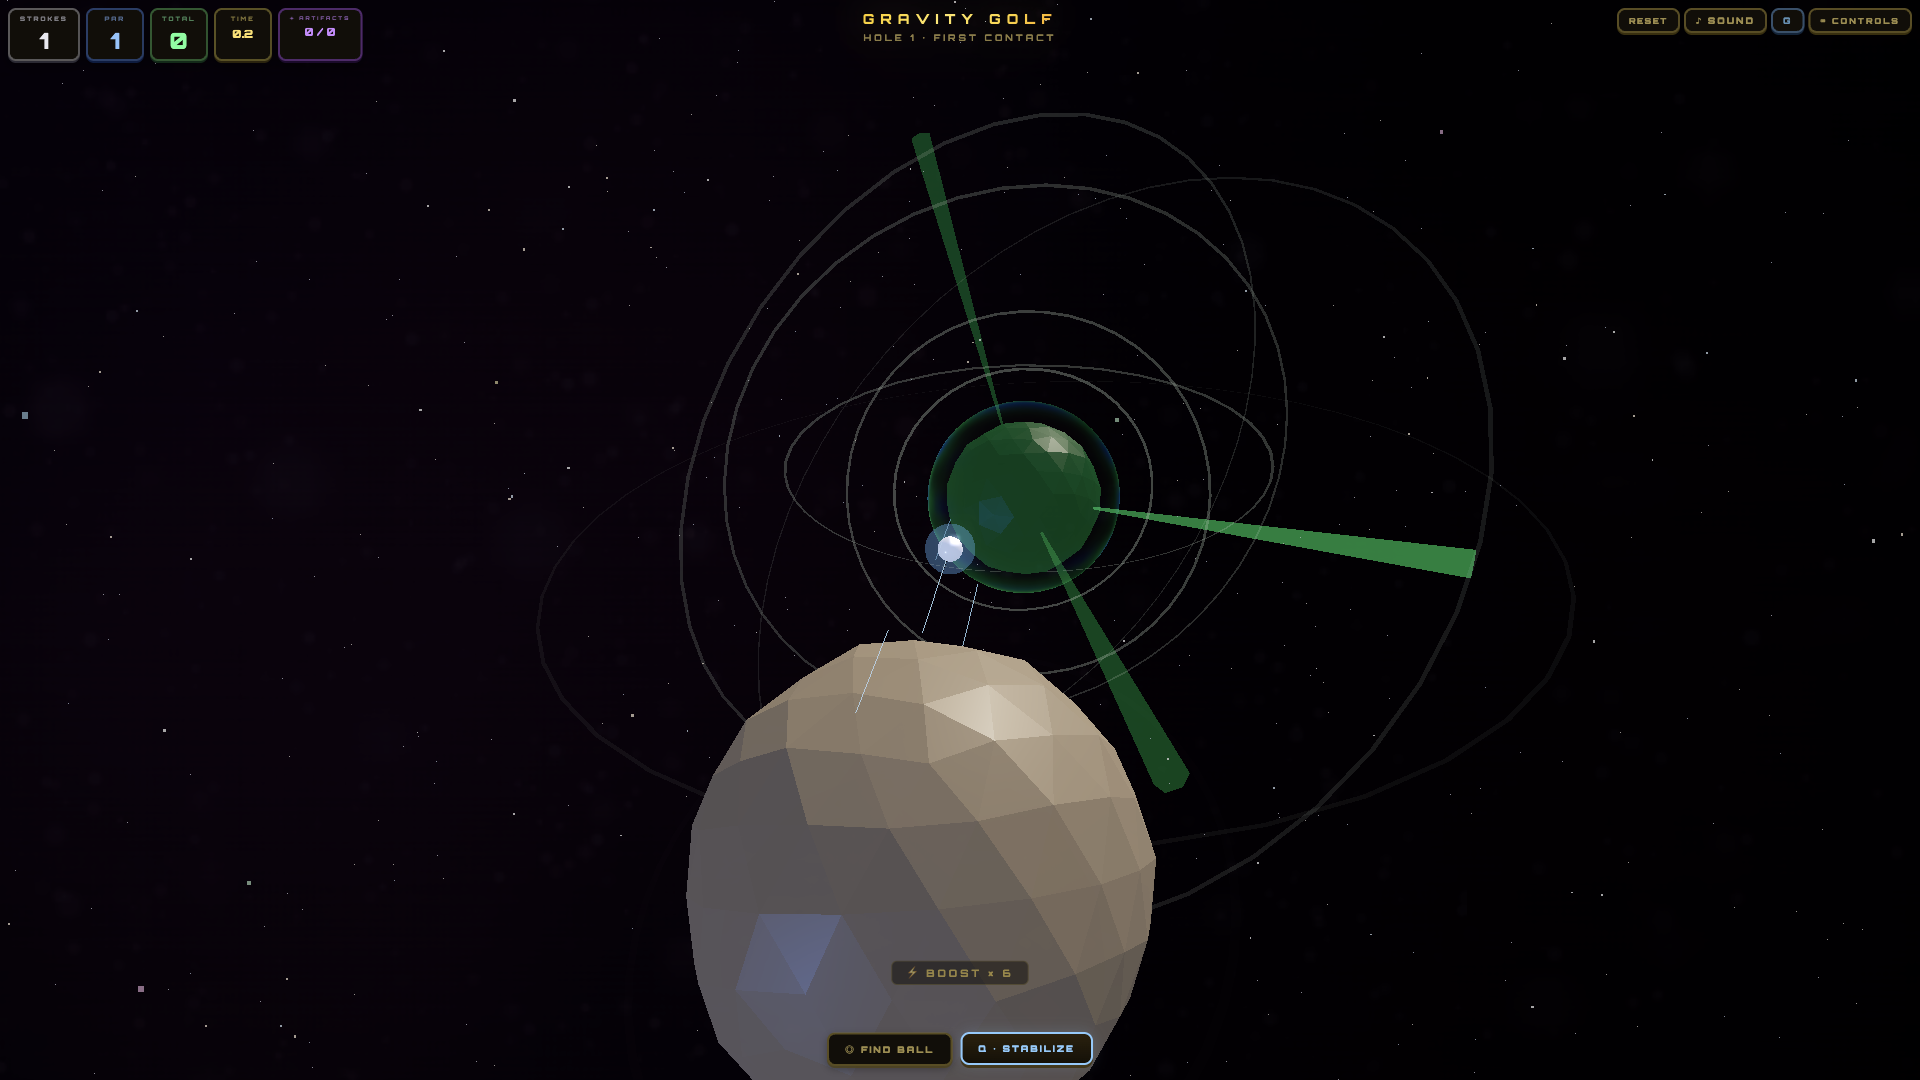 STROKES
1
PAR
1
TOTAL
0
TIME
0.2
✦ ARTIFACTS
0/0
GRAVITY GOLF
HOLE 1 · FIRST CONTACT
RESET
♪ SOUND
G
≡ CONTROLS
⚡ BOOST × 6
◎ FIND BALL
Q · STABILIZE